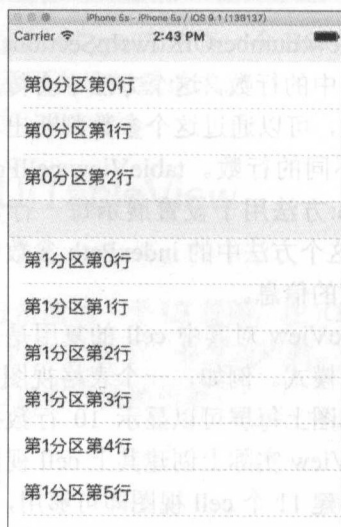 iPhone 5s - iPhone 5s / iOS 9.1 (13B137)
Carrier 2:43 PM
第0分区第0行
第0分区第1行
第0分区第2行
第1分区第0行
第1分区第1行
第1分区第2行
第1分区第3行
第1分区第4行
第1分区第5行